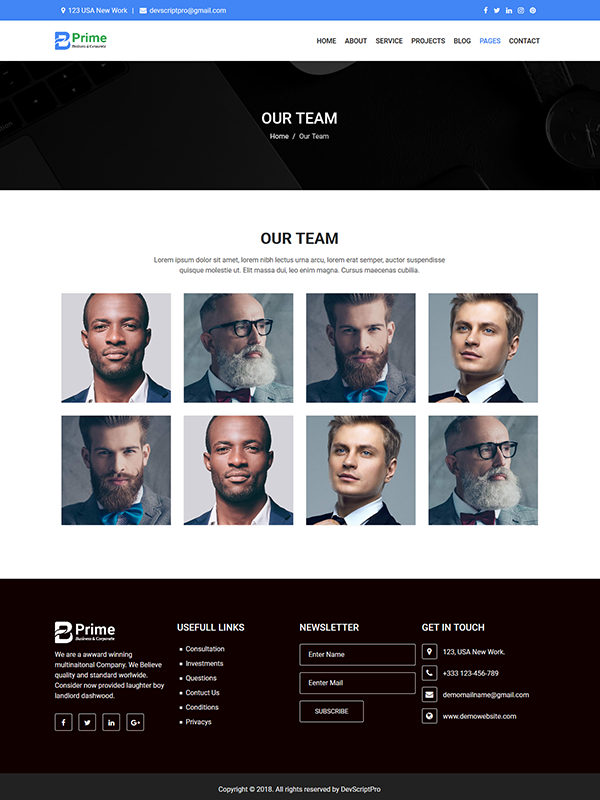 123 USA New Work | devscriptpro@gmail.com
Prime
Business & Corporate
HOME ABOUT SERVICE PROJECTS BLOG PAGES CONTACT
OUR TEAM
Home / Our Team
OUR TEAM
Lorem ipsum dolor sit amet, lorem nibh lectus urna arcu, lorem erat semper, auctor suspendisse
quisque molestie ut. Elit massa dui, leo enim magna. Cursus maecenas cubilia.
Prime
Business & Corporate
We are a awward winning
multinaitonal Company. We Believe
quality and standard worlwide.
Consider now provided laughter boy
landlord dashwood.
USEFULL LINKS
Consultation
Investments
Questions
Contuct Us
Conditions
Privacys
NEWSLETTER
Enter Name
Eenter Mail
SUBSCRIBE
GET IN TOUCH
123, USA New Work.
+333 123-456-789
demomailname@gmail.com
www.demowebsite.com
Copyright © 2018. All rights reserved by DevScriptPro